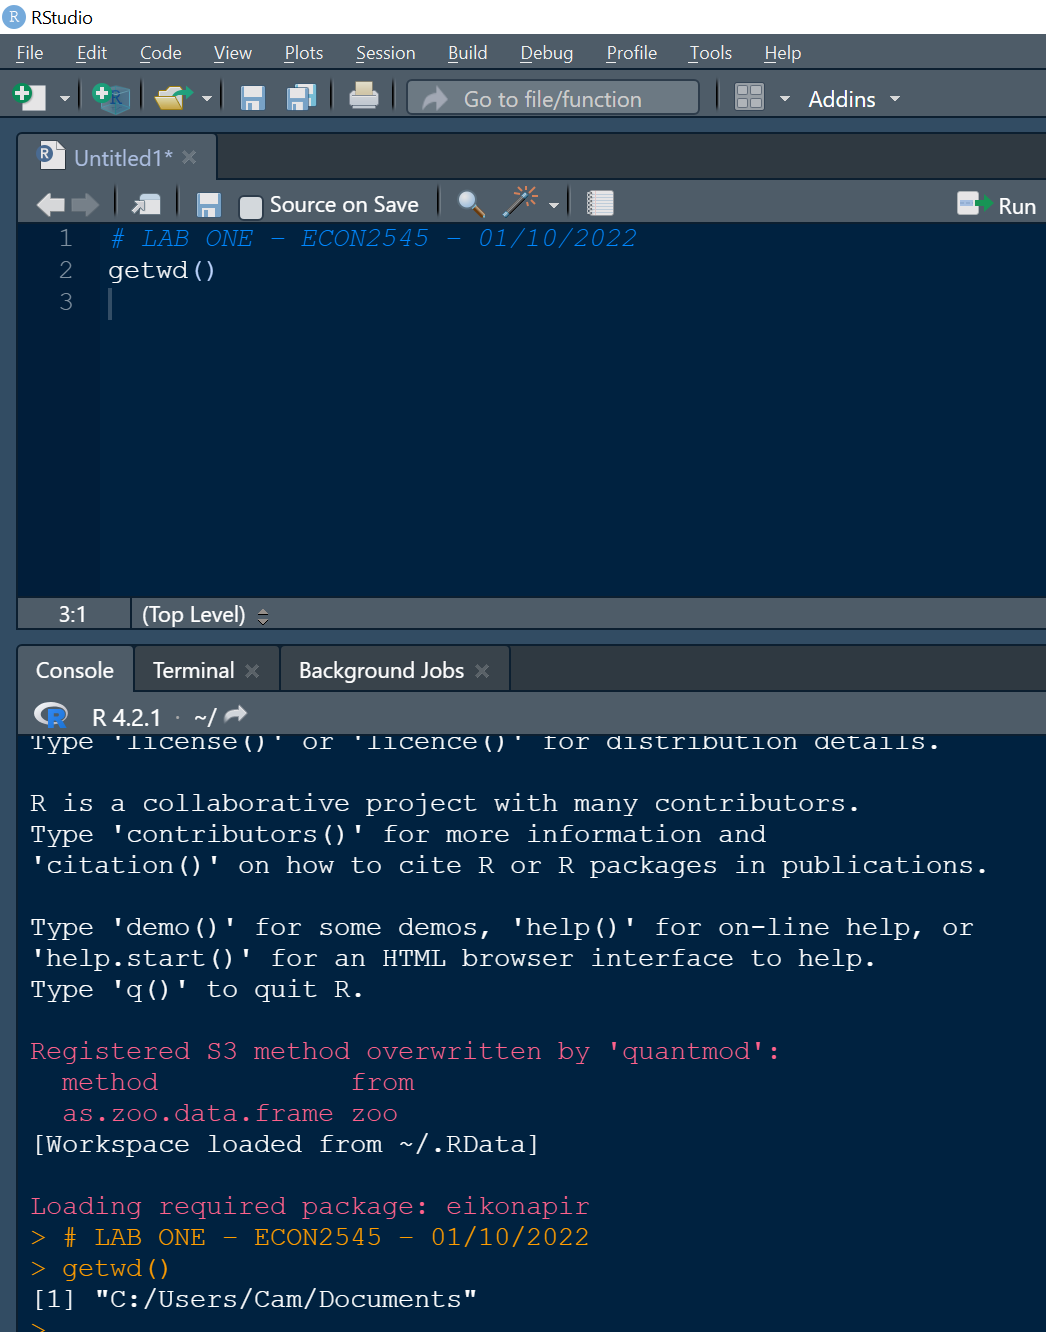 RStudio
File Edit Code View Plots Session Build Debug Profile Tools Help
Go to file/function Addins
Untitled1*
Source on Save Run
1 # LAB ONE - ECON2545 - 01/10/2022
2 getwd()
3
3:1 (Top Level)
Console Terminal Background Jobs
R 4.2.1 · ~/
Type 'license()' or 'licence()' for distribution details.
R is a collaborative project with many contributors.
Type 'contributors()' for more information and
'citation()' on how to cite R or R packages in publications.
Type 'demo()' for some demos, 'help()' for on-line help, or
'help.start()' for an HTML browser interface to help.
Type 'q()' to quit R.
Registered S3 method overwritten by 'quantmod':
  method            from
  as.zoo.data.frame zoo
[Workspace loaded from ~/.RData]
Loading required package: eikonapir
> # LAB ONE - ECON2545 - 01/10/2022
> getwd()
[1] "C:/Users/Cam/Documents"
>